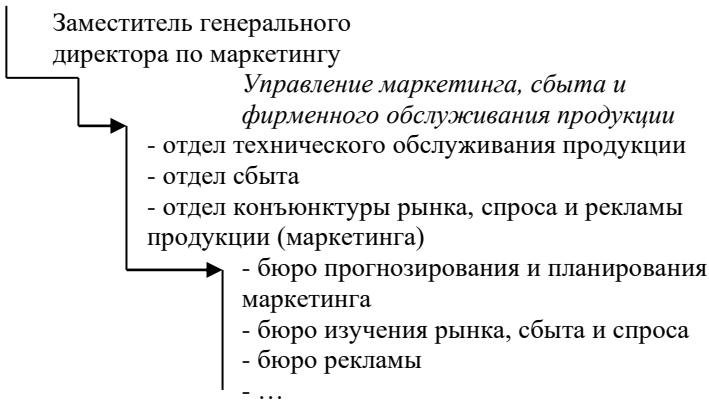 Заместитель генерального
директора по маркетингу
Управление маркетинга, сбыта и
фирменного обслуживания продукции
- отдел технического обслуживания продукции
- отдел сбыта
- отдел конъюнктуры рынка, спроса и рекламы
продукции (маркетинга)
- бюро прогнозирования и планирования
маркетинга
- бюро изучения рынка, сбыта и спроса
- бюро рекламы
- …